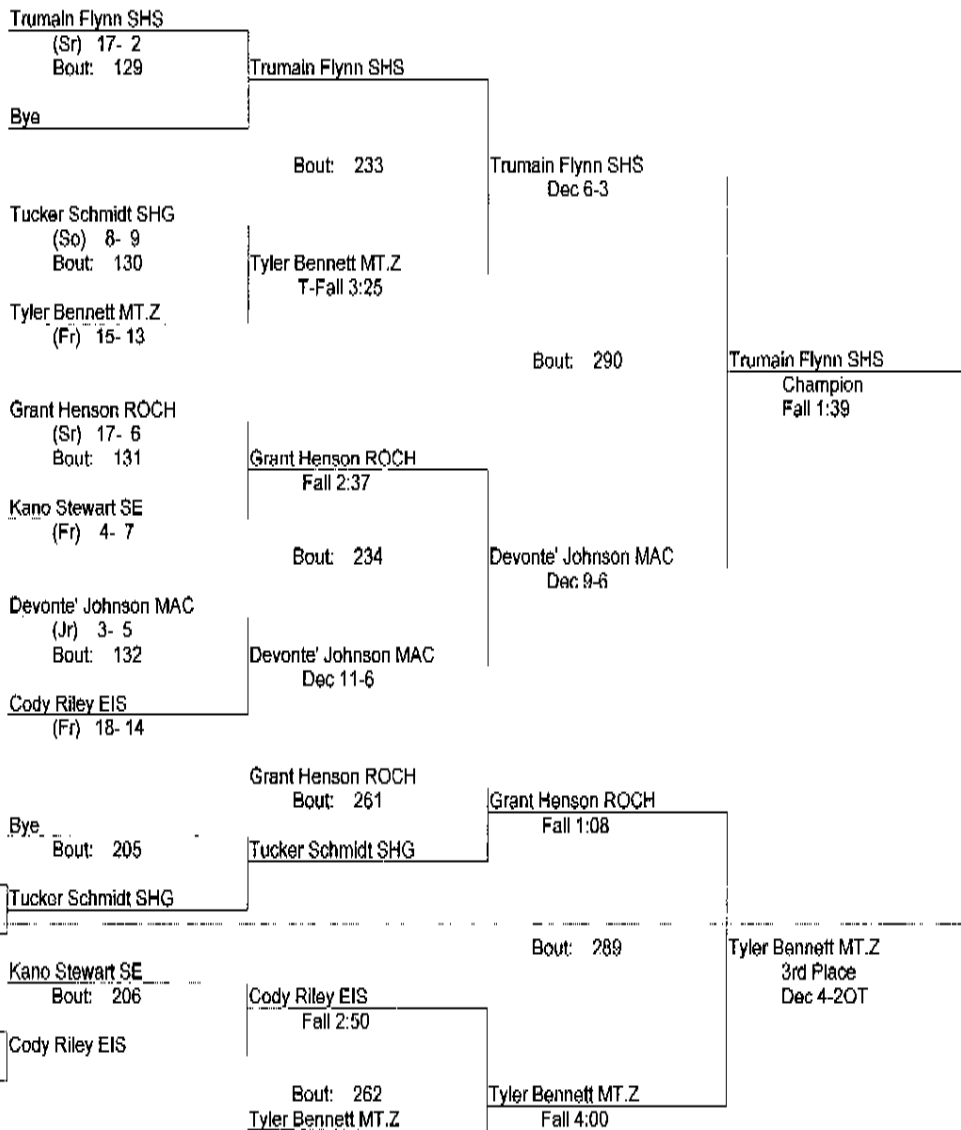 Trumain Flynn SHS
(Sr) 17- 2
Bout: 129
Trumain Flynn SHS
Bye
Bout: 233
Trumain Flynn SHS
Dec 6-3
Tucker Schmidt SHG
(So) 8- 9
Bout: 130
Tyler Bennett MT.Z
T-Fall 3:25
Tyler Bennett MT.Z
(Fr) 15- 13
Bout: 290
Trumain Flynn SHS
Champion
Fall 1:39
Grant Henson ROCH
(Sr) 17- 6
Bout: 131
Grant Henson ROCH
Fall 2:37
Kano Stewart SE
(Fr) 4- 7
Bout: 234
Devonte' Johnson MAC
Dec 9-6
Devonte' Johnson MAC
(Jr) 3- 5
Bout: 132
Devonte' Johnson MAC
Dec 11-6
Cody Riley EIS
(Fr) 18- 14
Grant Henson ROCH
Bout: 261
Grant Henson ROCH
Fall 1:08
Bye
Bout: 205
Tucker Schmidt SHG
Tucker Schmidt SHG
Bout: 289
Tyler Bennett MT.Z
3rd Place
Dec 4-2OT
Kano Stewart SE
Bout: 206
Cody Riley EIS
Fall 2:50
Cody Riley EIS
Bout: 262
Tyler Bennett MT.Z
Tyler Bennett MT.Z
Fall 4:00